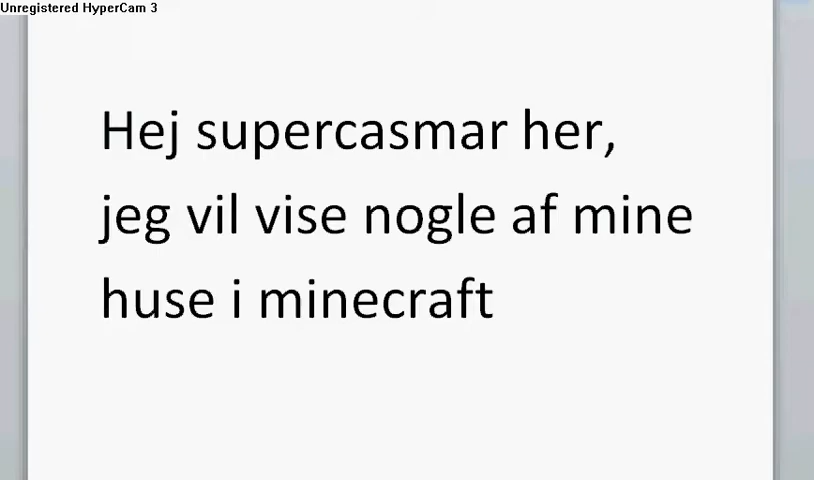 Unregistered HyperCam 3
Hej supercasmar her,
jeg vil vise nogle af mine
huse i minecraft